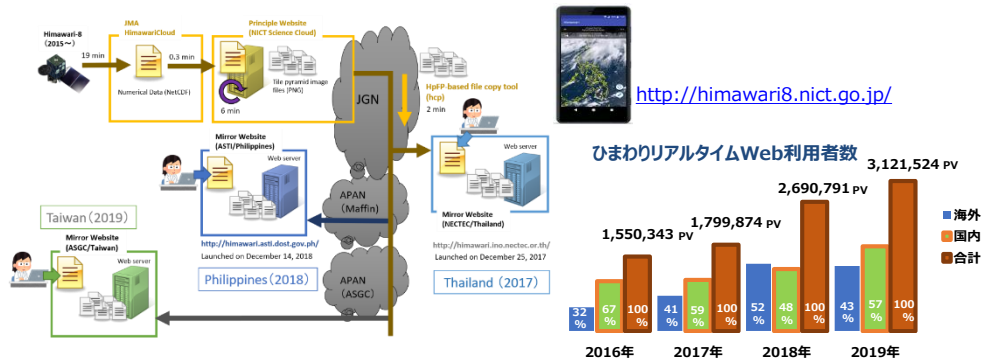 Himawari-8
（2015～）
19 min
JMA
HimawariCloud
Numerical Data (NetCDF)
0.3 min
Principle Website
(NICT Science Cloud)
Tile pyramid image
files (PNG)
6 min
JGN
HpFP-based file copy tool
(hcp)
2 min
http://himawari8.nict.go.jp/
Mirror Website
(ASTI/Philippines)
Web server
http://himawari.asti.dost.gov.ph/
Launched on December 14, 2018
Philippines（2018）
APAN
（Maffin）
Web server
Mirror Website
(NECTEC/Thailand)
http://himawari.ino.nectec.or.th/
Launched on December 25, 2017
Thailand（2017）
Taiwan（2019）
Mirror Website
(ASGC/Taiwan)
Web server
APAN
（ASGC）
ひまわりリアルタイムWeb利用者数
1,550,343 PV
1,799,874 PV
2,690,791 PV
3,121,524 PV
海外
国内
合計
32%
67%
100%
41%
59%
100%
52%
48%
100%
43%
57%
100%
2016年
2017年
2018年
2019年